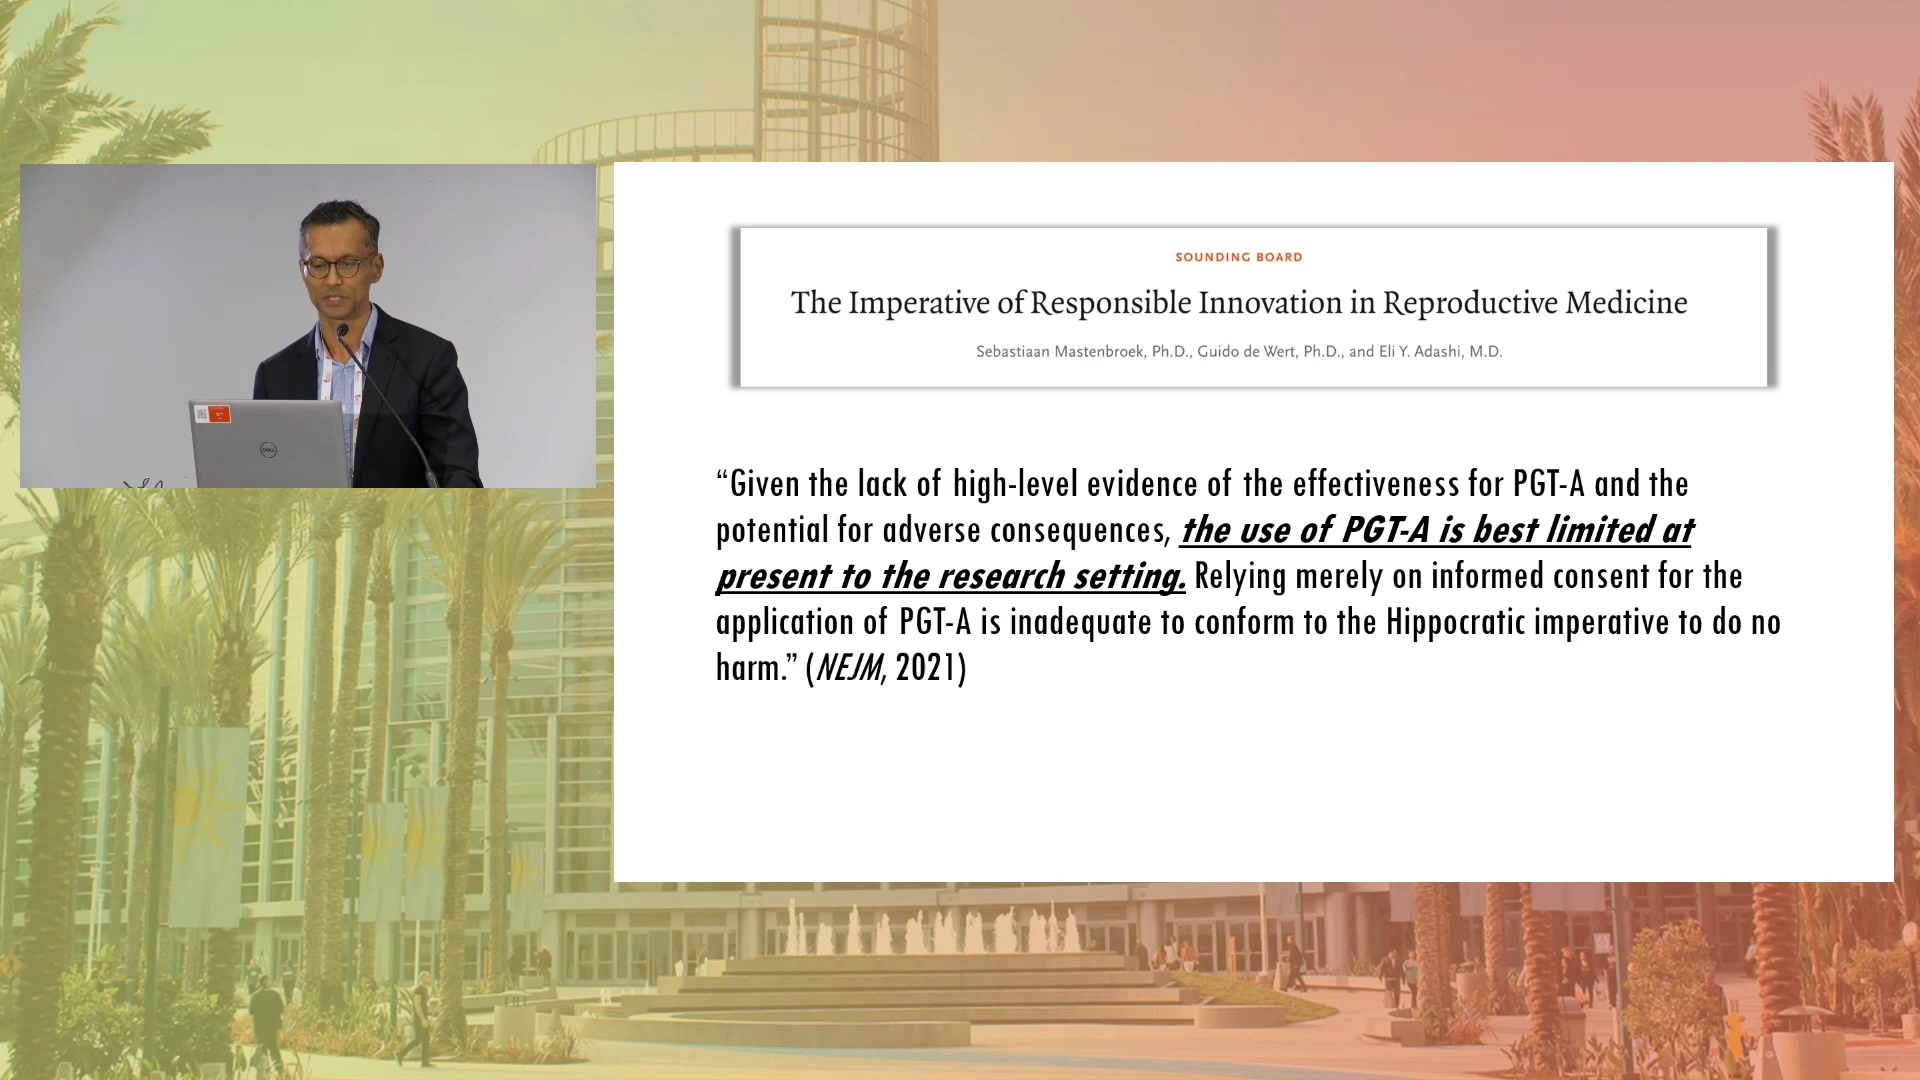 SOUNDING BOARD
The Imperative of Responsible Innovation in Reproductive Medicine
Sebastiaan Mastenbroek, Ph.D., Guido de Wert, Ph.D., and Eli Y. Adashi, M.D.
“Given the lack of high-level evidence of the effectiveness for PGT-A and the
potential for adverse consequences, the use of PGT-A is best limited at
present to the research setting. Relying merely on informed consent for the
application of PGT-A is inadequate to conform to the Hippocratic imperative to do no
harm.” (NEJM, 2021)
DELL